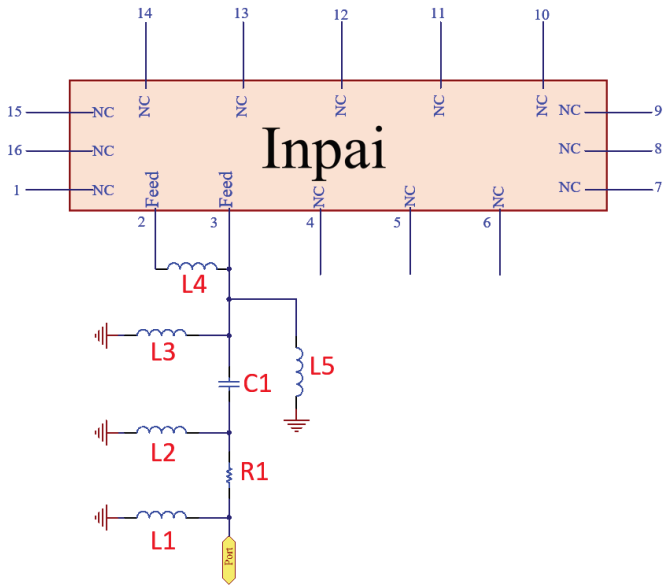 14
13
12
11
10
15
NC
NC
NC
NC
NC
NC
NC
9
16
NC
Inpai
NC
8
1
NC
Feed
Feed
NC
NC
NC
NC
7
2
3
4
5
6
L4
L3
L5
C1
L2
R1
L1
Port